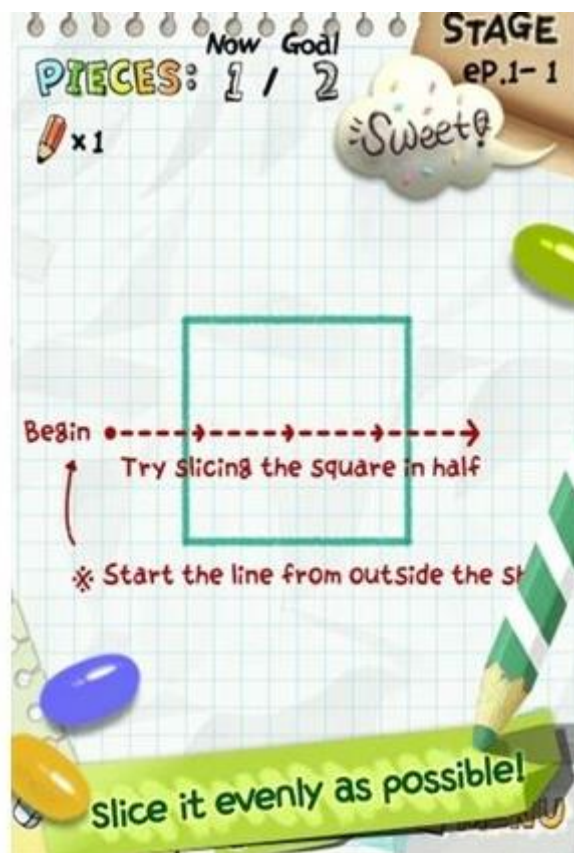 Now Goal
PIECES: 1 / 2
STAGE
eP.1- 1
x1
Sweet!
Begin
Try slicing the square in half
※ Start the line from outside the
Slice it evenly as possible!